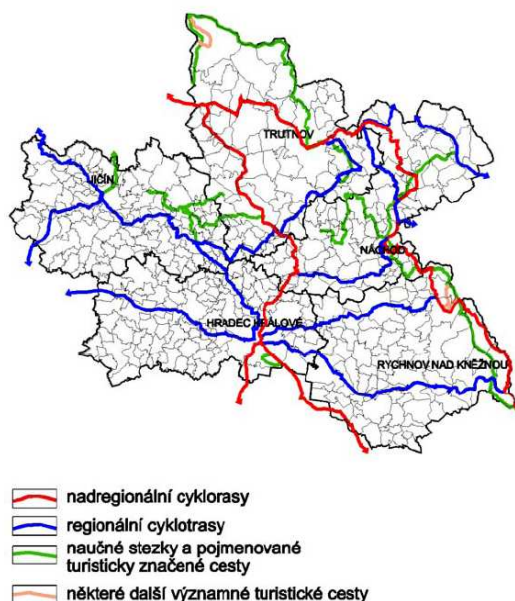 TRUTNOV
JIČÍN
NÁCHOD
HRADEC KRÁLOVÉ
RYCHNOV NAD KNĚŽNOU
nadregionální cyklorasy
regionální cyklotrasy
naučné stezky a pojmenované
turisticky značené cesty
některé další významné turistické cesty